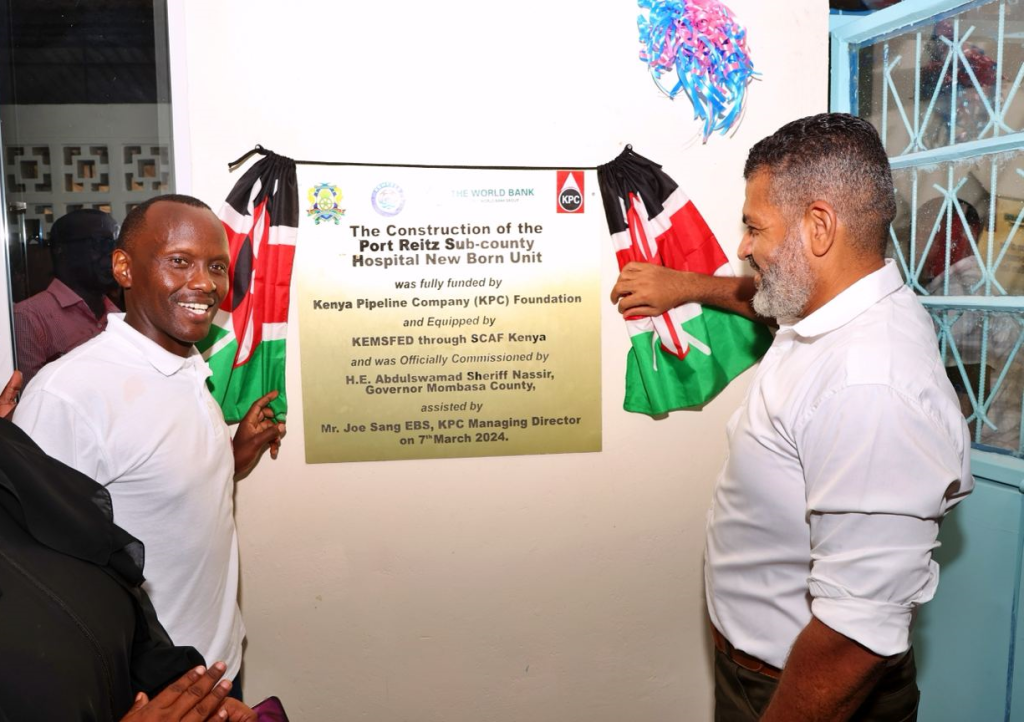 THE WORLD BANK
KPC
The Construction of the
Port Reitz Sub-county
Hospital New Born Unit
was fully funded by
Kenya Pipeline Company (KPC) Foundation
and Equipped by
KEMSFED through SCAF Kenya
and was Officially Commissioned by
H.E. Abdulswamad Sheriff Nassir,
Governor Mombasa County,
assisted by
Mr. Joe Sang EBS, KPC Managing Director
on 7th March 2024.